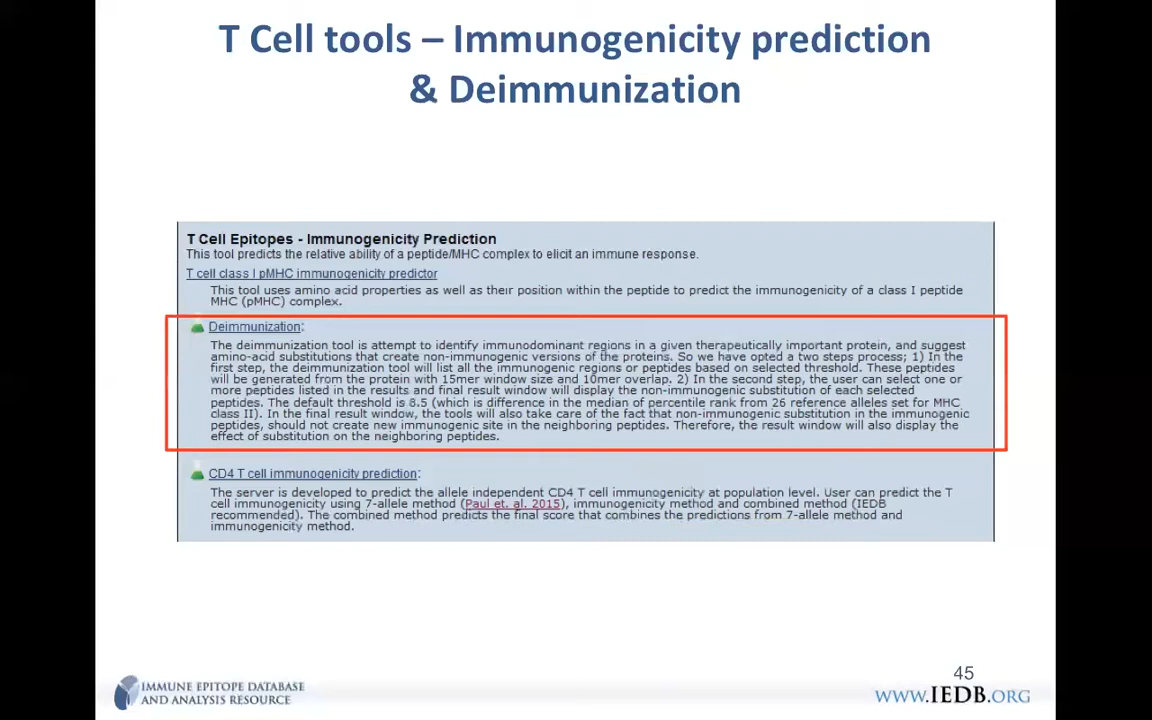 T Cell tools – Immunogenicity prediction
& Deimmunization
T Cell Epitopes - Immunogenicity Prediction
This tool predicts the relative ability of a peptide/MHC complex to elicit an immune response.
T cell class I pMHC immunogenicity predictor
This tool uses amino acid properties as well as their position within the peptide to predict the immunogenicity of a class I peptide
MHC (pMHC) complex.
Deimmunization:
The deimmunization tool is attempt to identify immunodominant regions in a given therapeutically important protein, and suggest
amino-acid substitutions that create non-immunogenic versions of the proteins. So we have opted a two steps process; 1) In the
first step, the deimmunization tool will list all the immunogenic regions or peptides based on selected threshold. These peptides
will be generated from the protein with 15mer window size and 10mer overlap. 2) In the second step, the user can select one or
more peptides listed in the results and final result window will display the non-immunogenic substitution of each selected
peptides. The default threshold is 8.5 (which is difference in the median of percentile rank from 26 reference alleles set for MHC
class II). In the final result window, the tools will also take care of the fact that non-immunogenic substitution in the immunogenic
peptides, should not create new immunogenic site in the neighboring peptides. Therefore, the result window will also display the
effect of substitution on the neighboring peptides.
CD4 T cell immunogenicity prediction:
The server is developed to predict the allele independent CD4 T cell immunogenicity at population level. User can predict the T
cell immunogenicity using 7-allele method (Paul et. al. 2015), immunogenicity method and combined method (IEDB
recommended). The combined method predicts the final score that combines the predictions from 7-allele method and
immunogenicity method.
IMMUNE EPITOPE DATABASE
AND ANALYSIS RESOURCE
45
WWW.IEDB.ORG